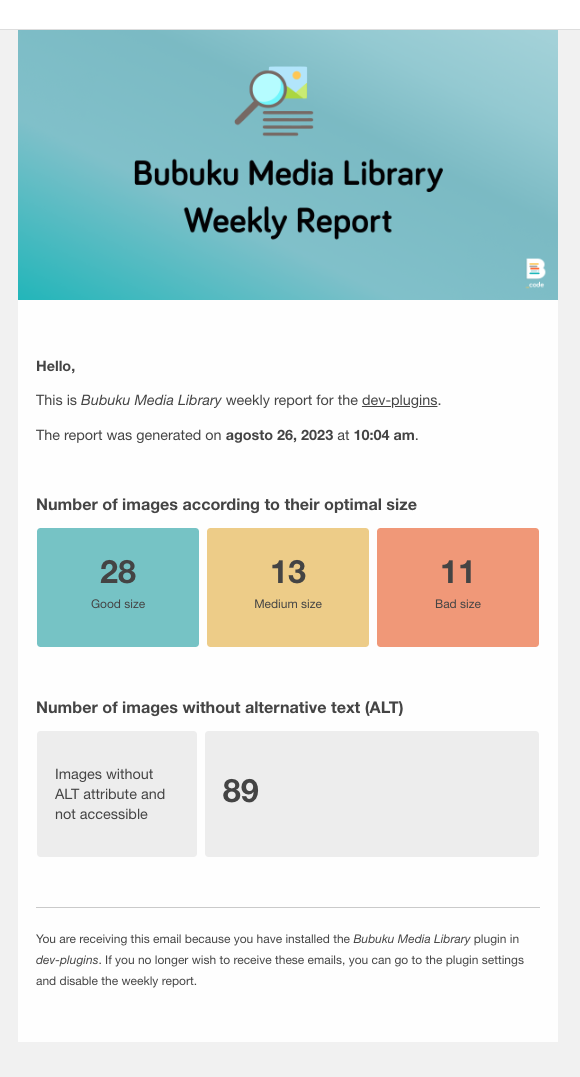 Bubuku Media Library
Weekly Report
B
.code
Hello,
This is Bubuku Media Library weekly report for the dev-plugins.
The report was generated on agosto 26, 2023 at 10:04 am.
Number of images according to their optimal size
28
Good size
13
Medium size
11
Bad size
Number of images without alternative text (ALT)
Images without
ALT attribute and
not accessible
89
You are receiving this email because you have installed the Bubuku Media Library plugin in
dev-plugins. If you no longer wish to receive these emails, you can go to the plugin settings
and disable the weekly report.